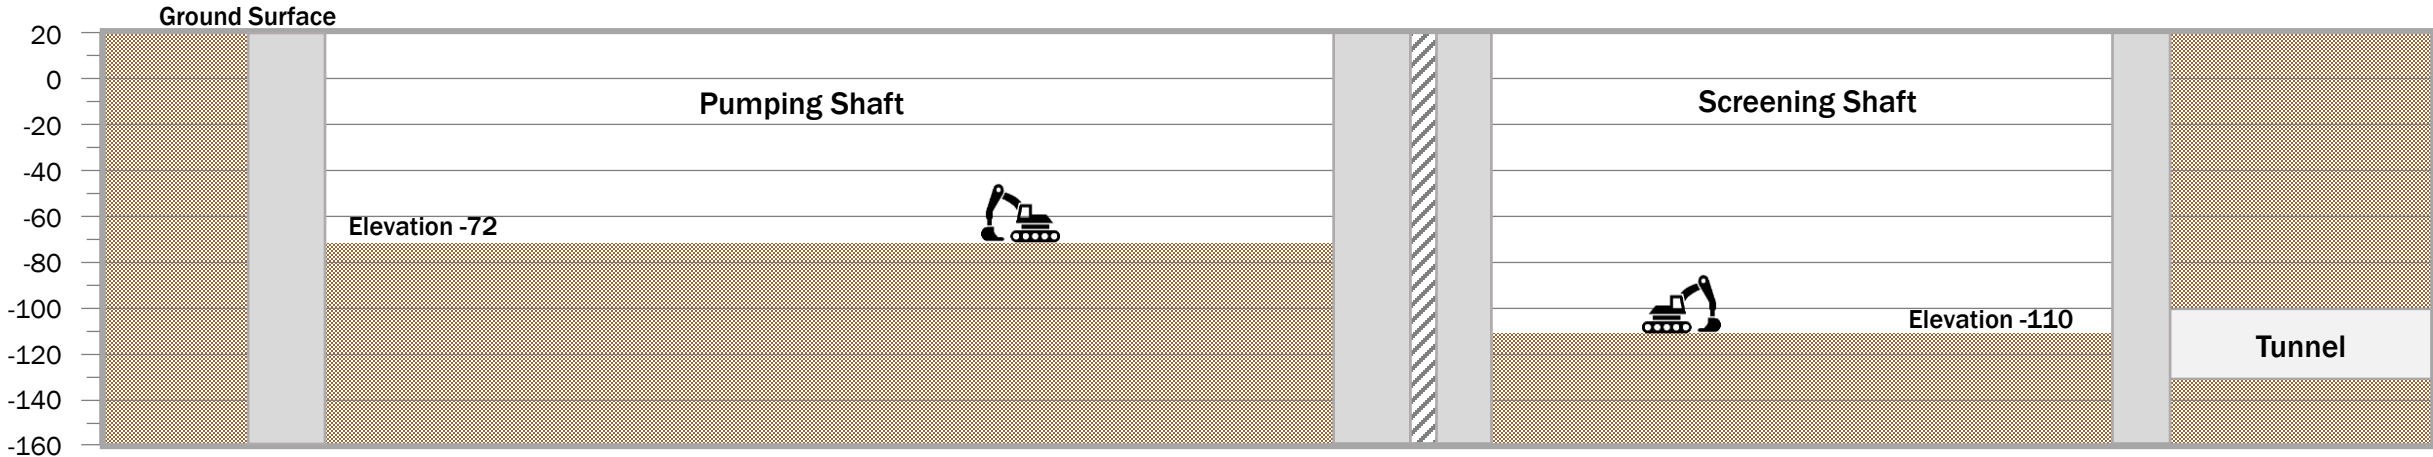 Ground Surface
20
0
-20
-40
-60
-80
-100
-120
-140
-160
Pumping Shaft
Screening Shaft
Elevation -72
Elevation -110
Tunnel